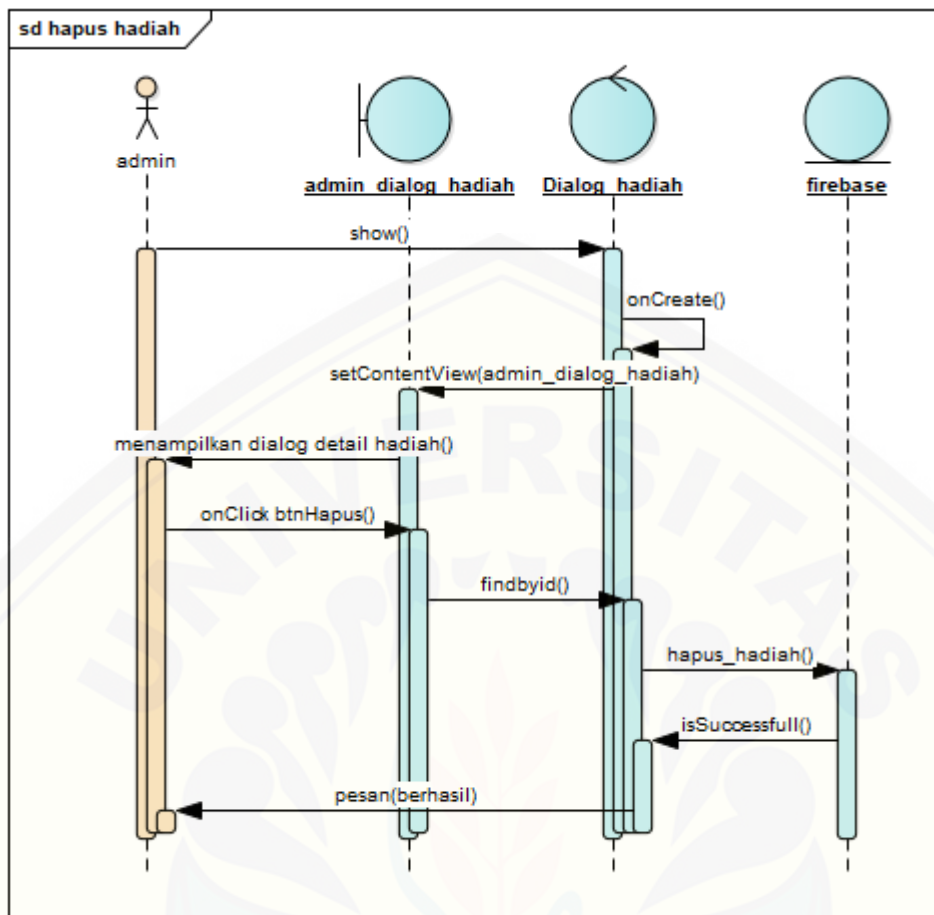 sd hapus hadiah
admin
admin_dialog_hadiah
Dialog_hadiah
firebase
show()
onCreate()
setContentView(admin_dialog_hadiah)
menampilkan dialog detail hadiah()
onClick btnHapus()
findbyid()
hapus_hadiah()
isSuccessfull()
pesan(berhasil)
UNIVERSITAS